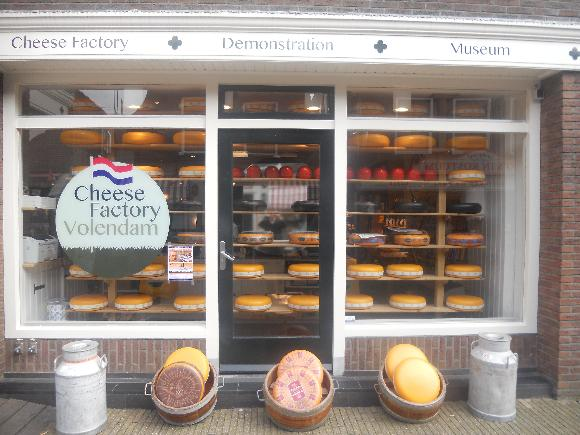 Cheese Factory Demonstration Museum
Cheese
Factory
Volendam